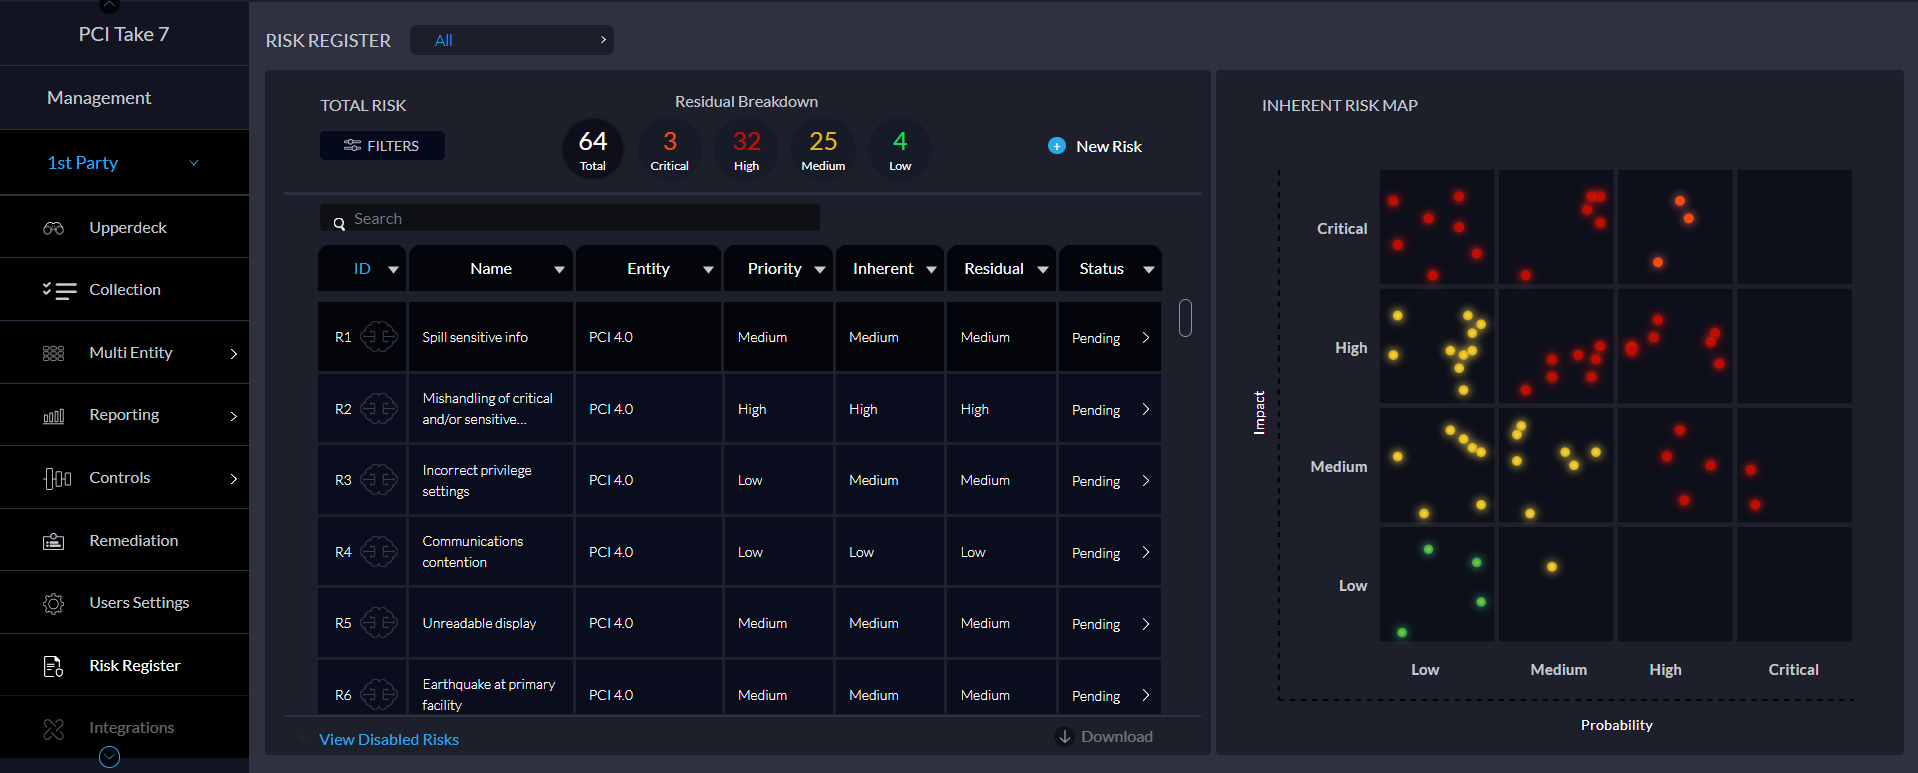 PCI Take 7
Management
1st Party
Upperdeck
Collection
Multi Entity
Reporting
Controls
Remediation
Users Settings
Risk Register
Integrations
RISK REGISTER
All
TOTAL RISK
FILTERS
Residual Breakdown
64 3 32 25 4
Total Critical High Medium Low
New Risk
Search
ID Name Entity Priority Inherent Residual Status
R1 Spill sensitive info PCI 4.0 Medium Medium Medium Pending
R2 Mishandling of critical
and/or sensitive... PCI 4.0 High High High Pending
R3 Incorrect privilege
settings PCI 4.0 Low Medium Medium Pending
R4 Communications
contention PCI 4.0 Low Low Low Pending
R5 Unreadable display PCI 4.0 Medium Medium Medium Pending
R6 Earthquake at primary
facility PCI 4.0 Medium Medium Medium Pending
View Disabled Risks
Download
INHERENT RISK MAP
Impact
Critical
High
Medium
Low
Low Medium High Critical
Probability